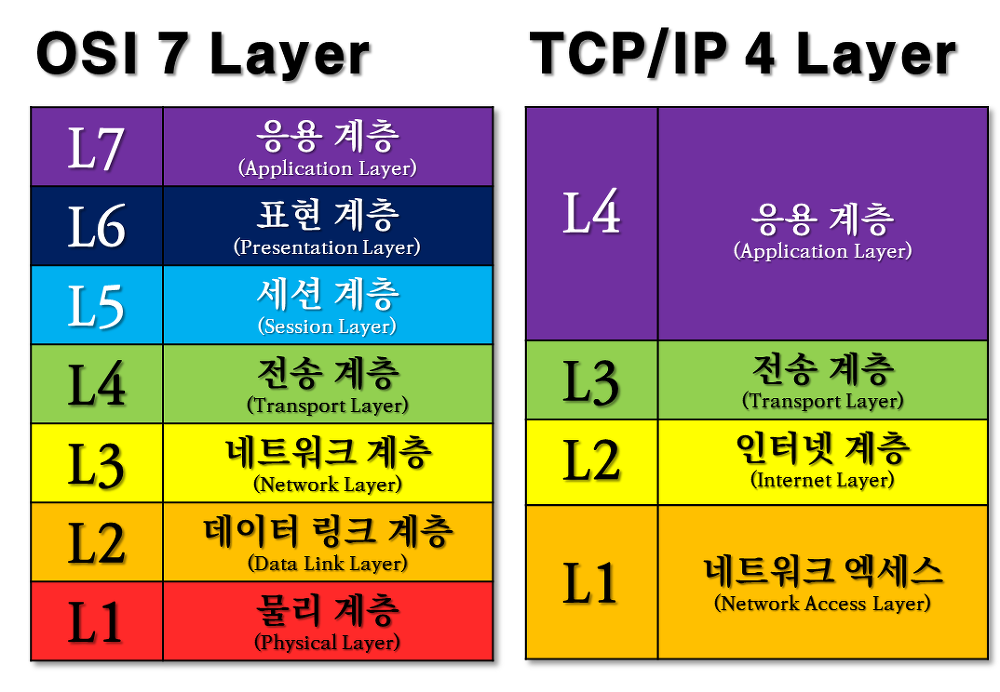 OSI 7 Layer
L7
응용 계층
(Application Layer)
L6
표현 계층
(Presentation Layer)
L5
세션 계층
(Session Layer)
L4
전송 계층
(Transport Layer)
L3
네트워크 계층
(Network Layer)
L2
데이터 링크 계층
(Data Link Layer)
L1
물리 계층
(Physical Layer)
TCP/IP 4 Layer
L4
응용 계층
(Application Layer)
L3
전송 계층
(Transport Layer)
L2
인터넷 계층
(Internet Layer)
L1
네트워크 엑세스
(Network Access Layer)